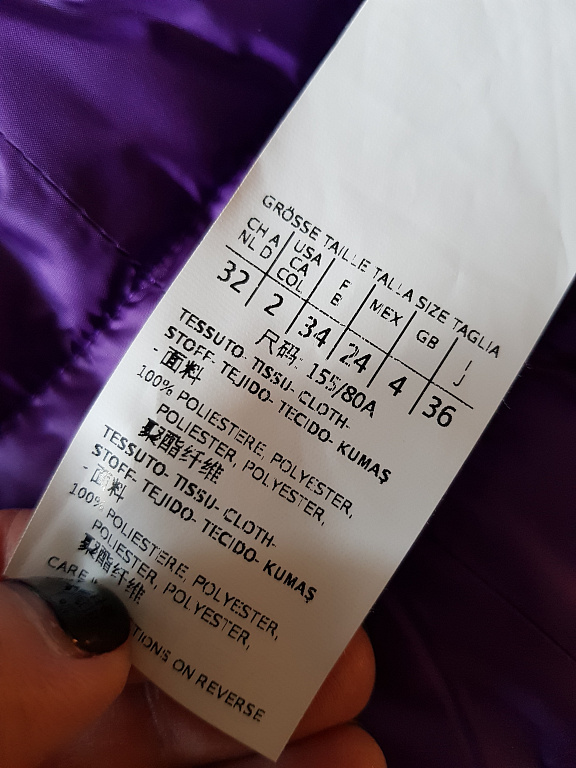 GRÖSSE TAILLE TALLA SIZE TAGLIA
CH A NL D | USA CA COL | F B | MEX | GB | I J
32 | 2 | 34 | 24 | 4 | 36
尺码: 155/80A
TESSUTO- TISSU- CLOTH-
STOFF- TEJIDO- TECIDO- KUMAŞ
- 面料
100% POLIESTERE, POLYESTER,
POLIESTER, POLYESTER,
聚酯纤维
TESSUTO- TISSU- CLOTH-
STOFF- TEJIDO- TECIDO- KUMAŞ
- 面料
100% POLIESTERE, POLYESTER,
POLIESTER, POLYESTER,
聚酯纤维
CARE TIONS ON REVERSE